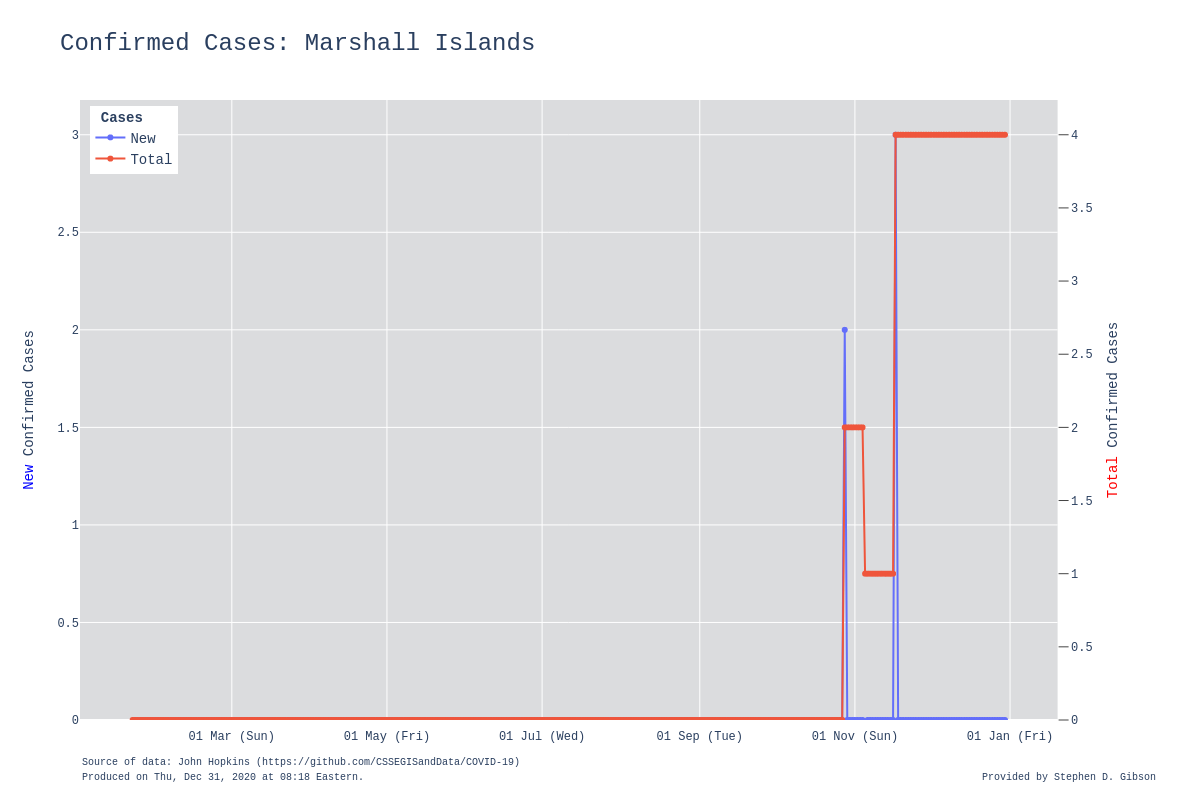 Confirmed Cases: Marshall Islands
Cases
New
Total
3
2.5
2
1.5
1
0.5
0
New Confirmed Cases
4
3.5
3
2.5
2
1.5
1
0.5
0
Total Confirmed Cases
01 Mar (Sun) 01 May (Fri) 01 Jul (Wed) 01 Sep (Tue) 01 Nov (Sun) 01 Jan (Fri)
Source of data: John Hopkins (https://github.com/CSSEGISandData/COVID-19)
Produced on Thu, Dec 31, 2020 at 08:18 Eastern.
Provided by Stephen D. Gibson